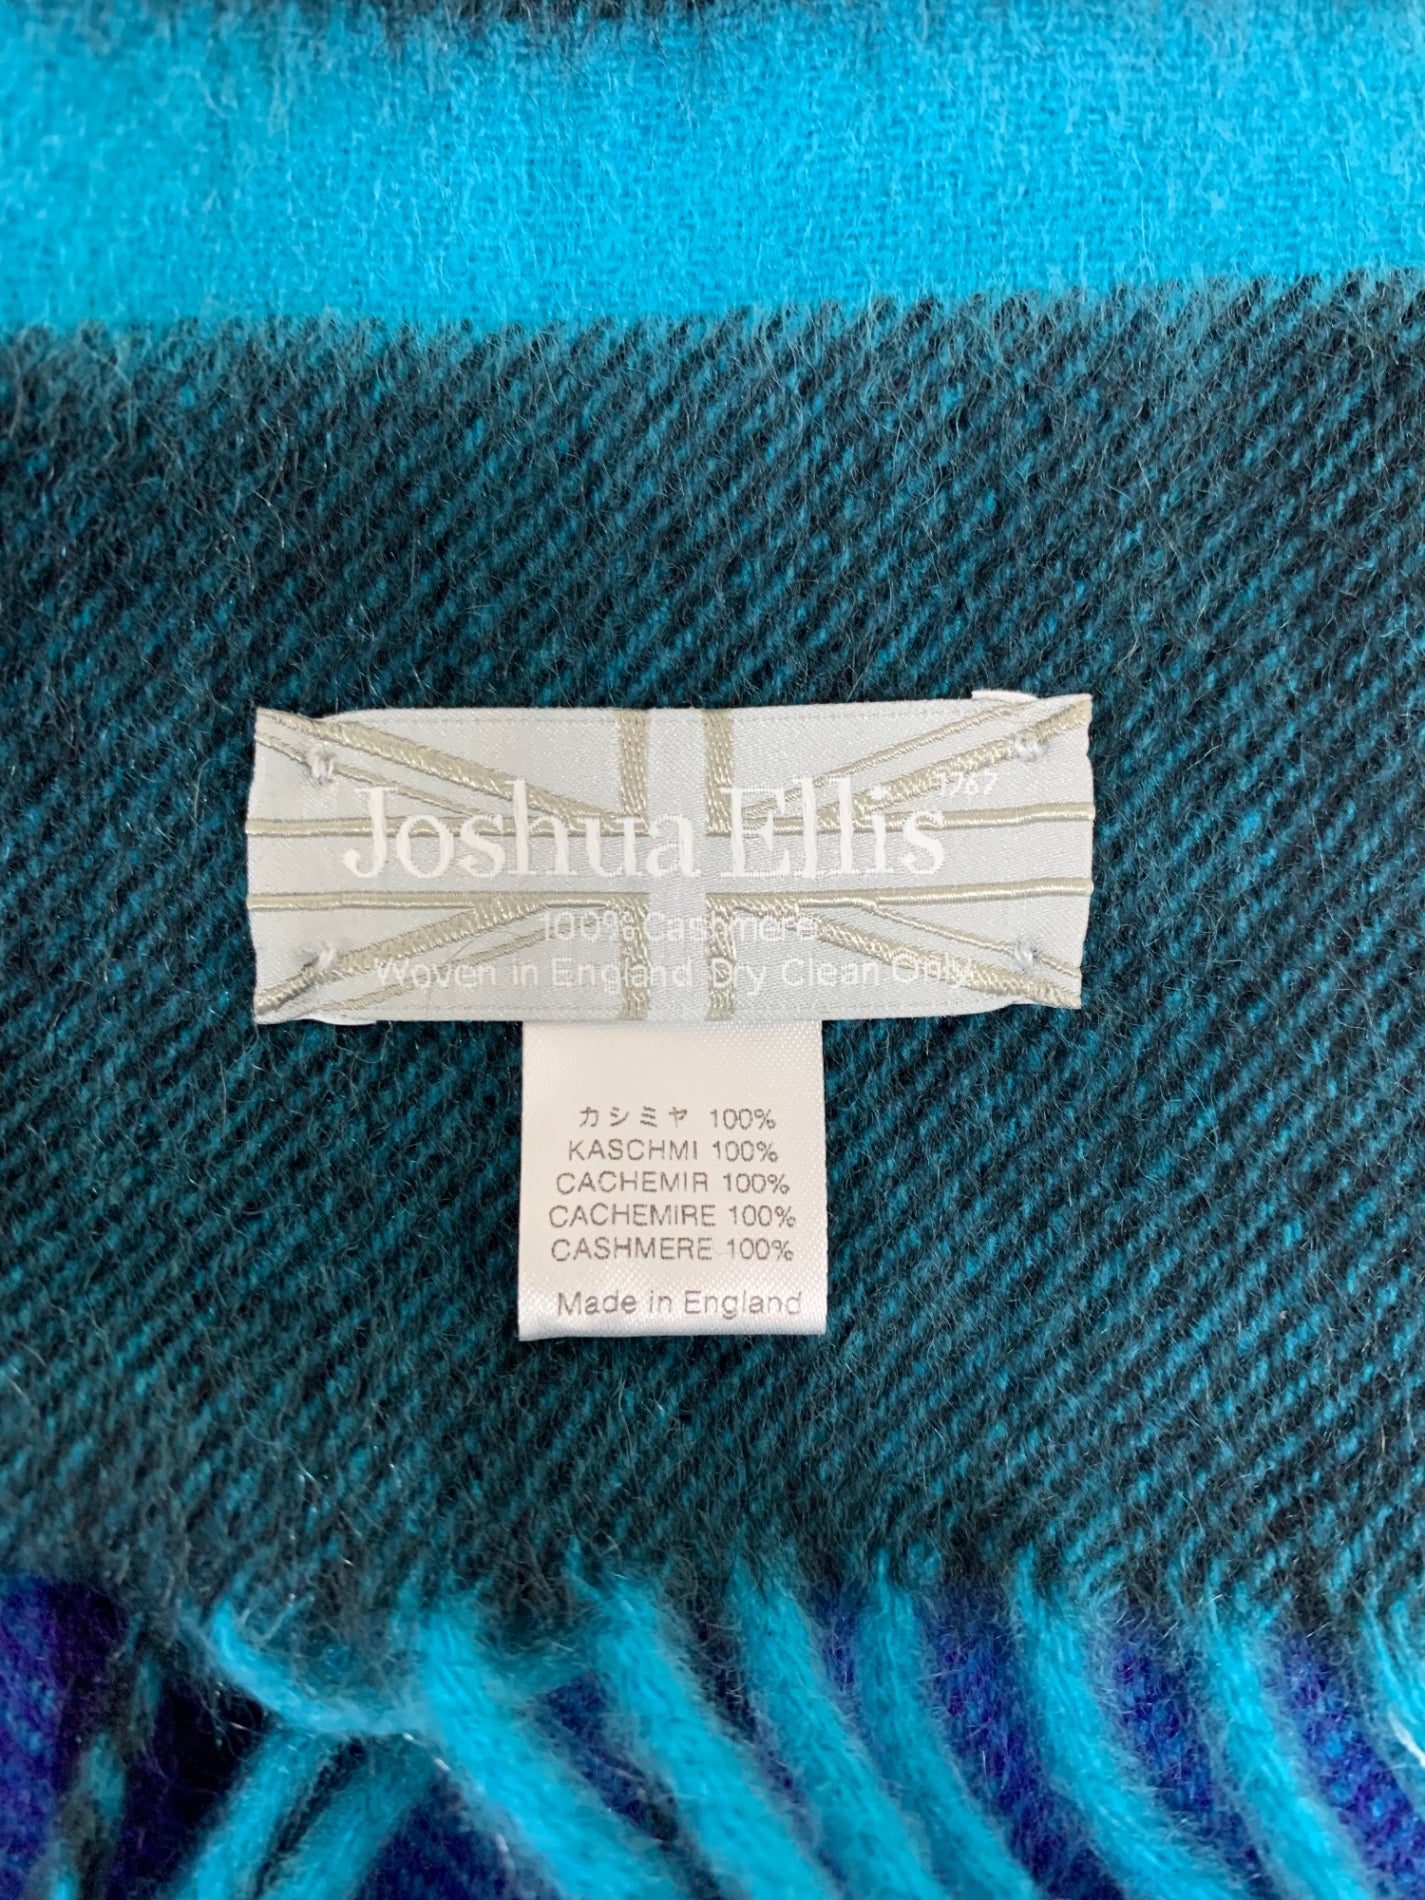 Joshua Ellis 1767
100% Cashmere
Woven in England Dry Clean Only
カシミヤ 100%
KASCHMI 100%
CACHEMIR 100%
CACHEMIRE 100%
CASHMERE 100%
Made in England